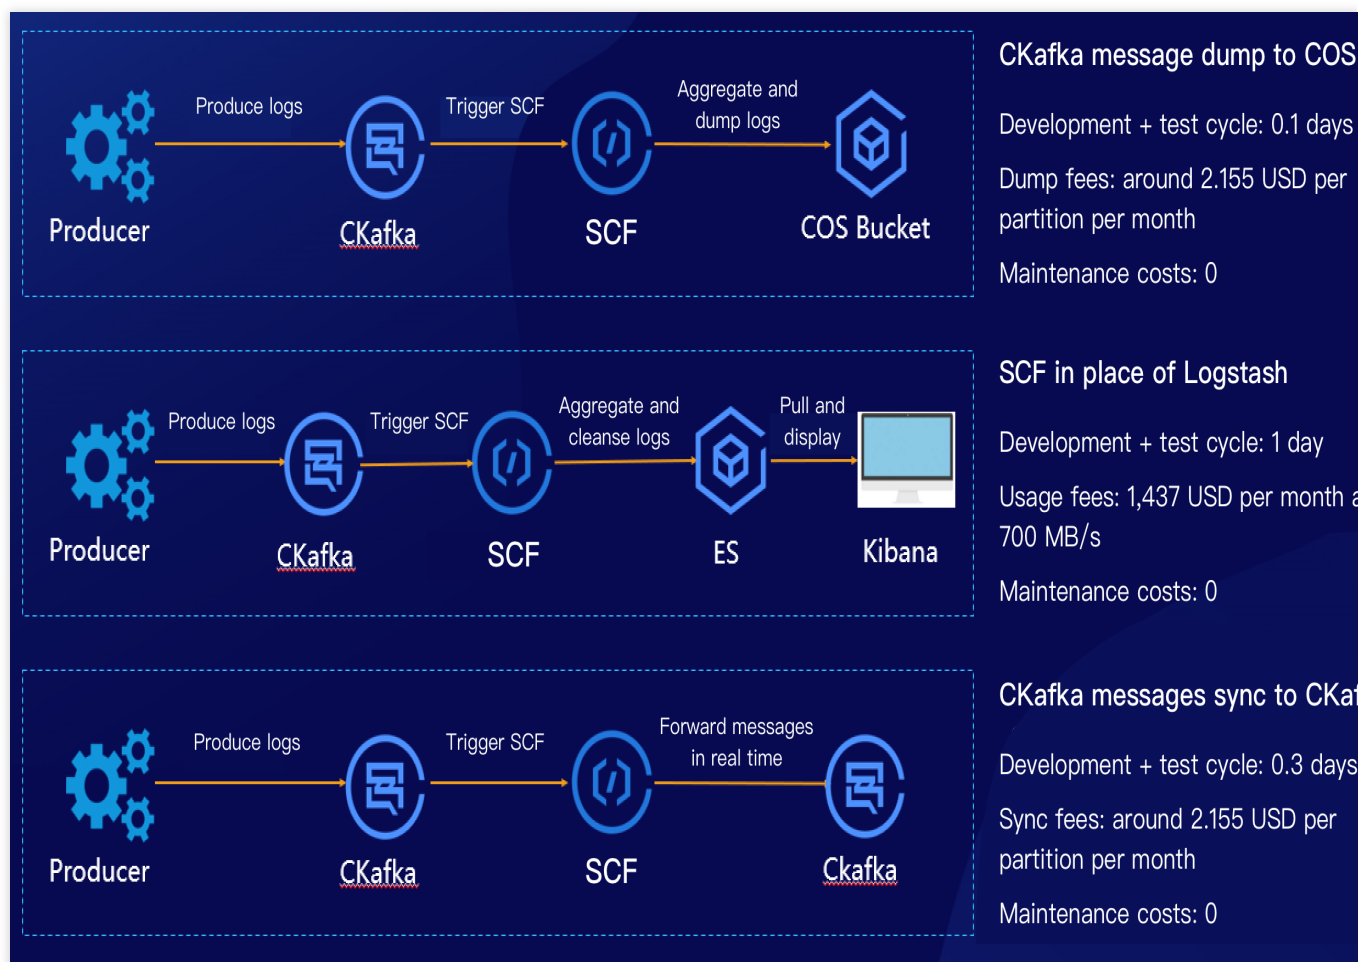 Produce logs
Trigger SCF
Aggregate and
dump logs
Producer
CKafka
SCF
COS Bucket
CKafka message dump to COS
Development + test cycle: 0.1 days
Dump fees: around 2.155 USD per
partition per month
Maintenance costs: 0
Produce logs
Trigger SCF
Aggregate and
cleanse logs
Pull and
display
Producer
CKafka
SCF
ES
Kibana
SCF in place of Logstash
Development + test cycle: 1 day
Usage fees: 1,437 USD per month
700 MB/s
Maintenance costs: 0
Produce logs
Trigger SCF
Forward messages
in real time
Producer
CKafka
SCF
Ckafka
CKafka messages sync to
Development + test cycle: 0.3 days
Sync fees: around 2.155 USD per
partition per month
Maintenance costs: 0